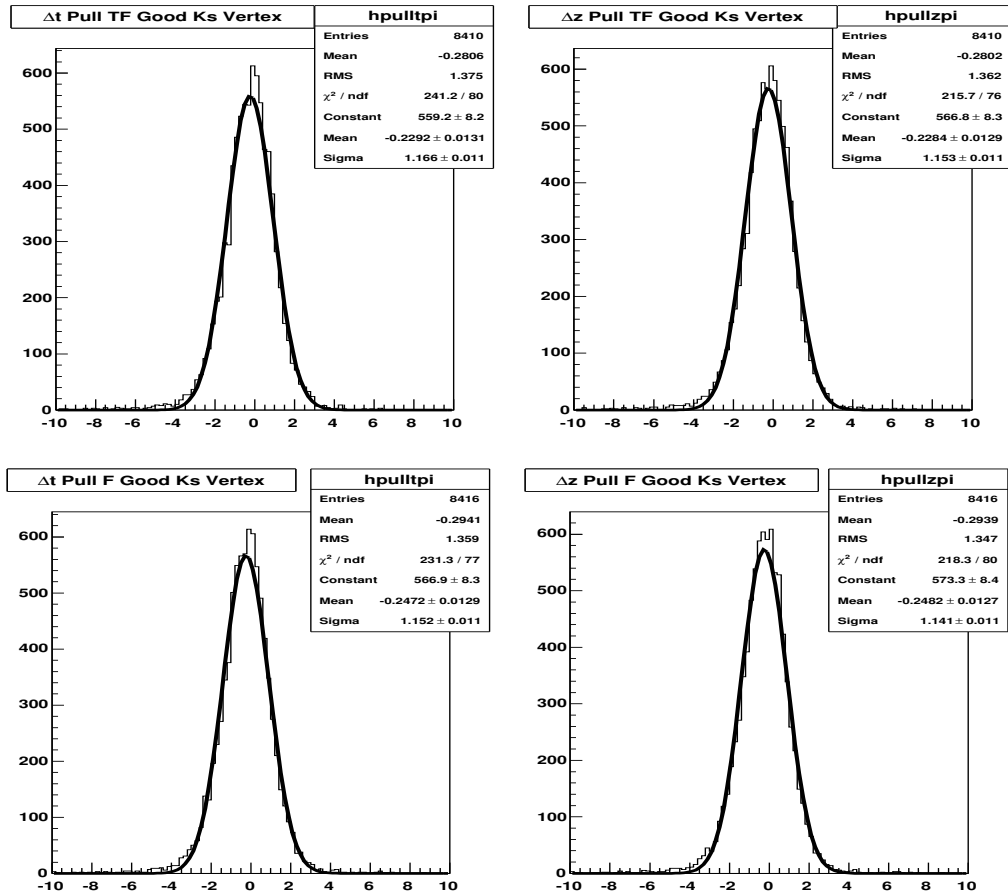 Δt Pull TF Good Ks Vertex
hpulltpi
Entries 8410
Mean -0.2806
RMS 1.375
χ² / ndf 241.2 / 80
Constant 559.2 ± 8.2
Mean -0.2292 ± 0.0131
Sigma 1.166 ± 0.011
600
500
400
300
200
100
0
-10 -8 -6 -4 -2 0 2 4 6 8 10
Δz Pull TF Good Ks Vertex
hpullzpi
Entries 8410
Mean -0.2802
RMS 1.362
χ² / ndf 215.7 / 76
Constant 566.8 ± 8.3
Mean -0.2284 ± 0.0129
Sigma 1.153 ± 0.011
600
500
400
300
200
100
0
-10 -8 -6 -4 -2 0 2 4 6 8 10
Δt Pull F Good Ks Vertex
hpulltpi
Entries 8416
Mean -0.2941
RMS 1.359
χ² / ndf 231.3 / 77
Constant 566.9 ± 8.3
Mean -0.2472 ± 0.0129
Sigma 1.152 ± 0.011
600
500
400
300
200
100
0
-10 -8 -6 -4 -2 0 2 4 6 8 10
Δz Pull F Good Ks Vertex
hpullzpi
Entries 8416
Mean -0.2939
RMS 1.347
χ² / ndf 218.3 / 80
Constant 573.3 ± 8.4
Mean -0.2482 ± 0.0127
Sigma 1.141 ± 0.011
600
500
400
300
200
100
0
-10 -8 -6 -4 -2 0 2 4 6 8 10